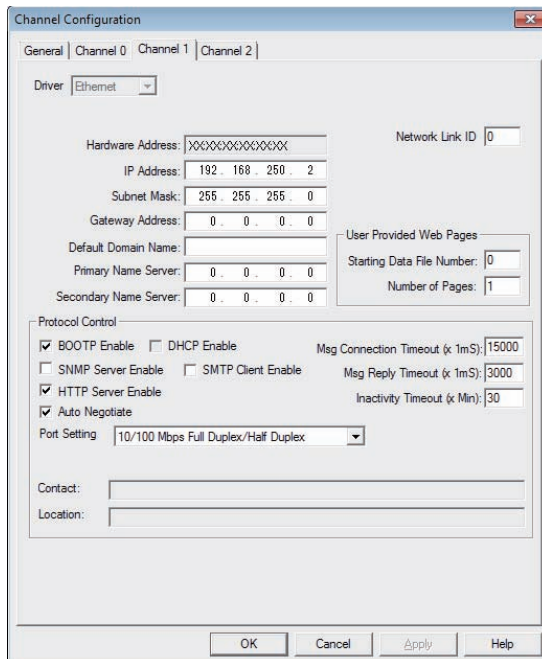 Channel Configuration
General Channel 0 Channel 1 Channel 2
Driver Ethernet
Hardware Address: XXXXXXXXXXXXX
Network Link ID 0
IP Address: 192 . 168 . 250 . 2
Subnet Mask: 255 . 255 . 255 . 0
Gateway Address: 0 . 0 . 0 . 0
Default Domain Name:
Primary Name Server: 0 . 0 . 0 . 0
Secondary Name Server: 0 . 0 . 0 . 0
User Provided Web Pages
Starting Data File Number: 0
Number of Pages: 1
Protocol Control
BOOTP Enable DHCP Enable
SNMP Server Enable SMTP Client Enable
HTTP Server Enable
Auto Negotiate
Msg Connection Timeout (x 1mS): 15000
Msg Reply Timeout (x 1mS): 3000
Inactivity Timeout (x Min): 30
Port Setting 10/100 Mbps Full Duplex/Half Duplex
Contact:
Location:
OK Cancel Apply Help